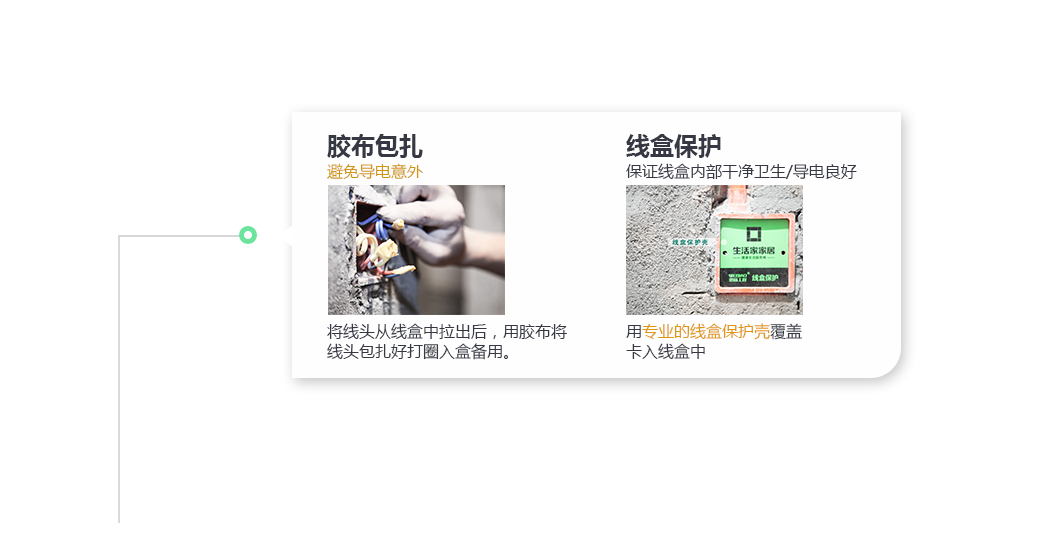 胶布包扎
避免导电意外
将线头从线盒中拉出后，用胶布将
线头包扎好打圈入盒备用。
线盒保护
保证线盒内部干净卫生/导电良好
线盒保护壳
生活家家居
线盒保护
用专业的线盒保护壳覆盖
卡入线盒中